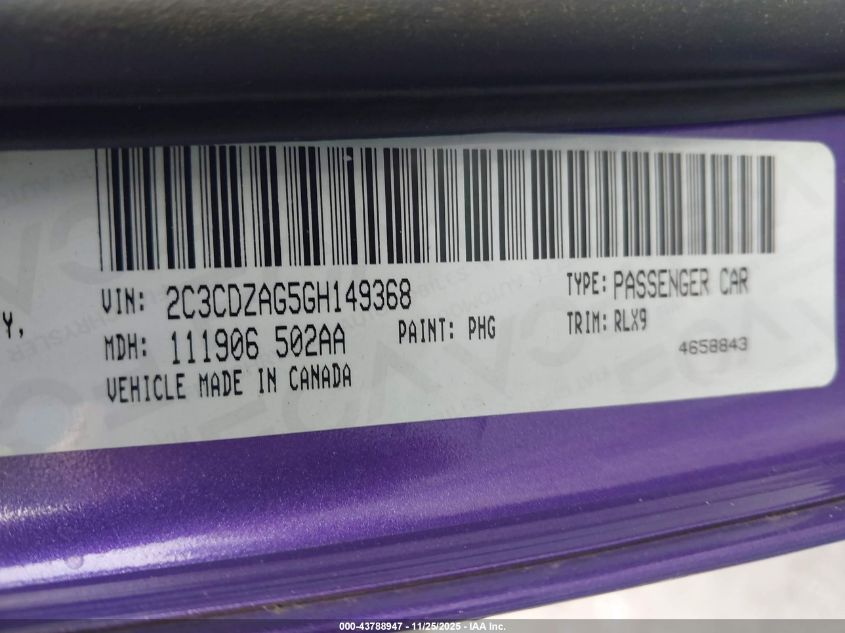 VIN: 2C3CDZAG5GH149368
TYPE: PASSENGER CAR
Y,
MDH: 111906 502AA
PAINT: PHG
TRIM: RLX9
4658843
VEHICLE MADE IN CANADA
000-43788947 - 11/25/2025 - IAA Inc.